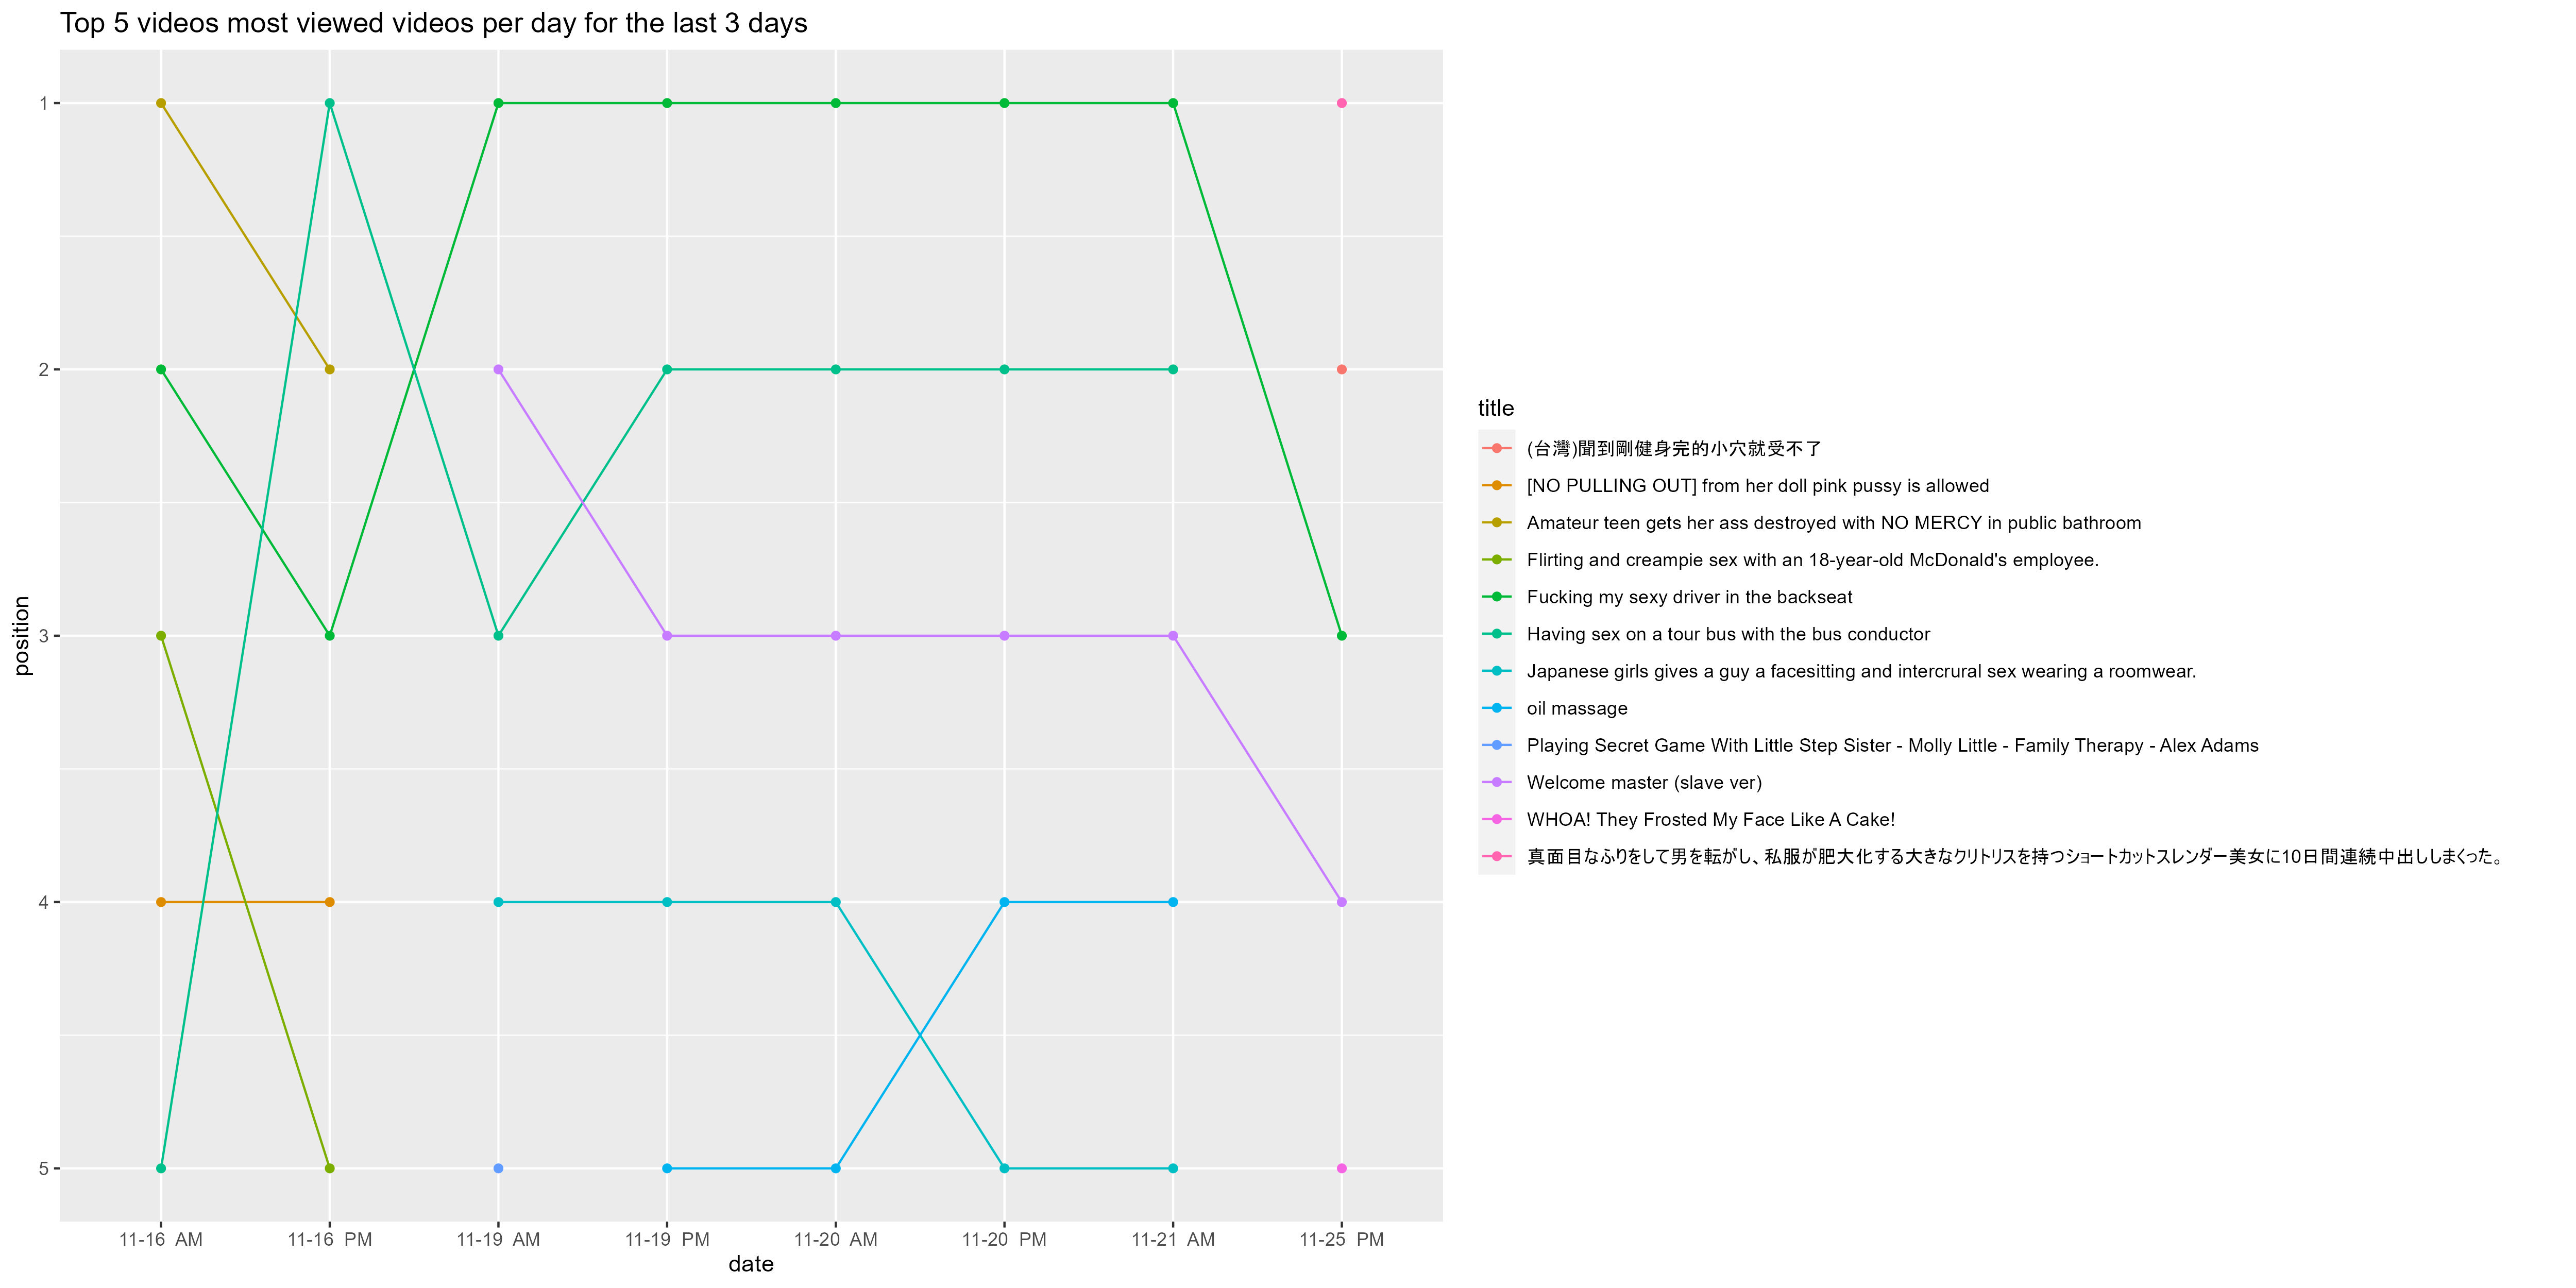 Top 5 videos most viewed videos per day for the last 3 days
position
1
2
3
4
5
11-16 AM
11-16 PM
11-19 AM
11-19 PM
11-20 AM
11-20 PM
11-21 AM
11-25 PM
date
title
(台灣)聞到剛健身完的小穴就受不了
[NO PULLING OUT] from her doll pink pussy is allowed
Amateur teen gets her ass destroyed with NO MERCY in public bathroom
Flirting and creampie sex with an 18-year-old McDonald's employee.
Fucking my sexy driver in the backseat
Having sex on a tour bus with the bus conductor
Japanese girls gives a guy a facesitting and intercrural sex wearing a roomwear.
oil massage
Playing Secret Game With Little Step Sister - Molly Little - Family Therapy - Alex Adams
Welcome master (slave ver)
WHOA! They Frosted My Face Like A Cake!
真面目なふりをして男を転がし、私服が肥大化する大きなクリトリスを持つショートカットスレンダー美女に10日間連続中出ししまくった。